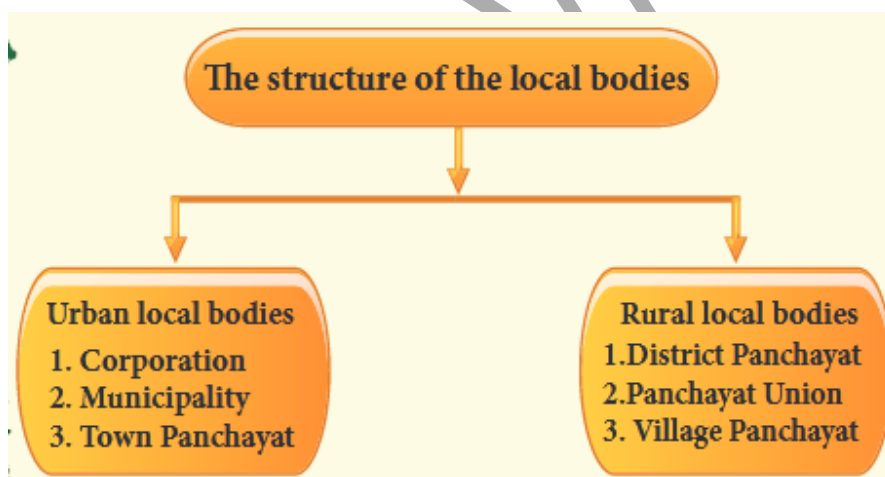 The structure of the local bodies
Urban local bodies
1. Corporation
2. Municipality
3. Town Panchayat
Rural local bodies
1.District Panchayat
2.Panchayat Union
3. Village Panchayat